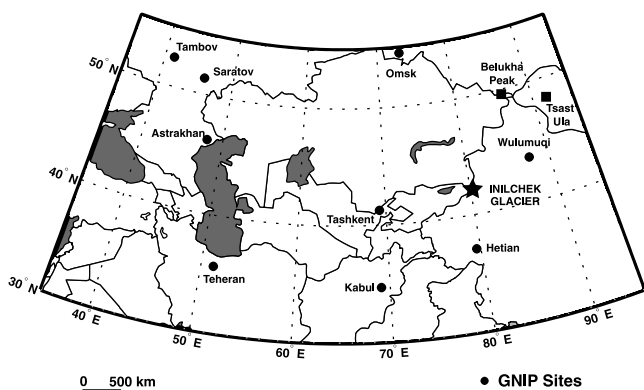 50° N
Tambov
Saratov
Omsk
Belukha
Peak
Tsast
Ula
Astrakhan
Wulumuqi
40° N
INILCHEK
GLACIER
Tashkent
Hetian
Teheran
Kabul
30° N
40° E
50° E
60° E
70° E
80° E
90° E
0 500 km
GNIP Sites